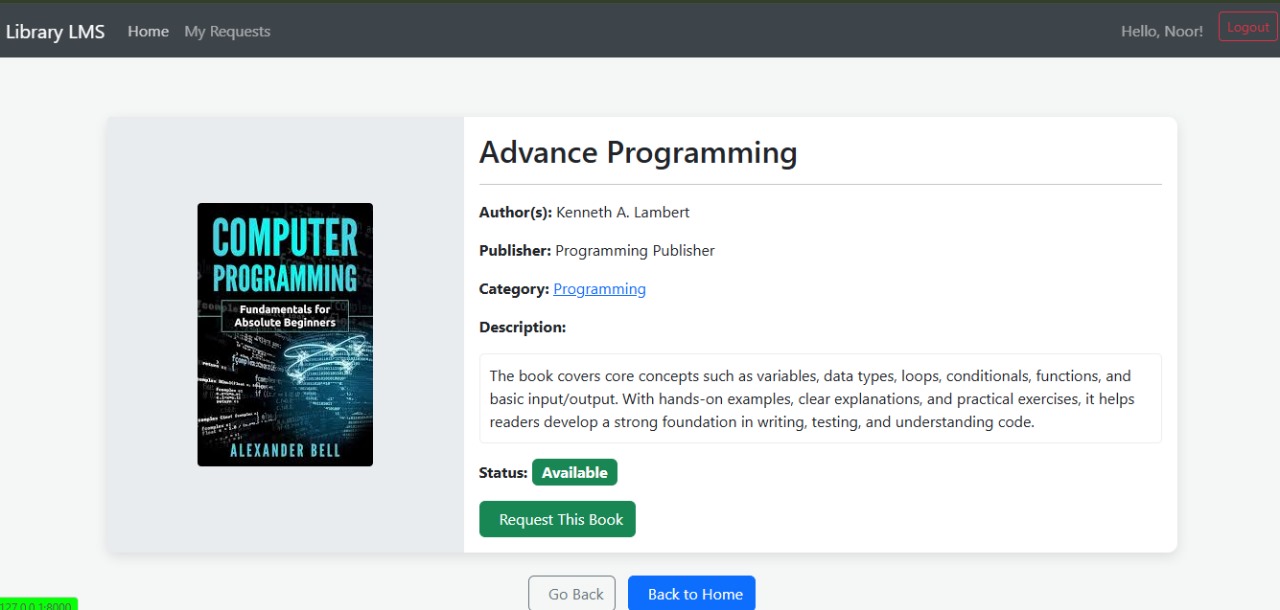 Library LMS Home My Requests Hello, Noor! Logout
COMPUTER
PROGRAMMING
Fundamentals for
Absolute Beginners
ALEXANDER BELL
Advance Programming
Author(s): Kenneth A. Lambert
Publisher: Programming Publisher
Category: Programming
Description:
The book covers core concepts such as variables, data types, loops, conditionals, functions, and
basic input/output. With hands-on examples, clear explanations, and practical exercises, it helps
readers develop a strong foundation in writing, testing, and understanding code.
Status: Available
Request This Book
Go Back Back to Home
127.0.0.1:8000